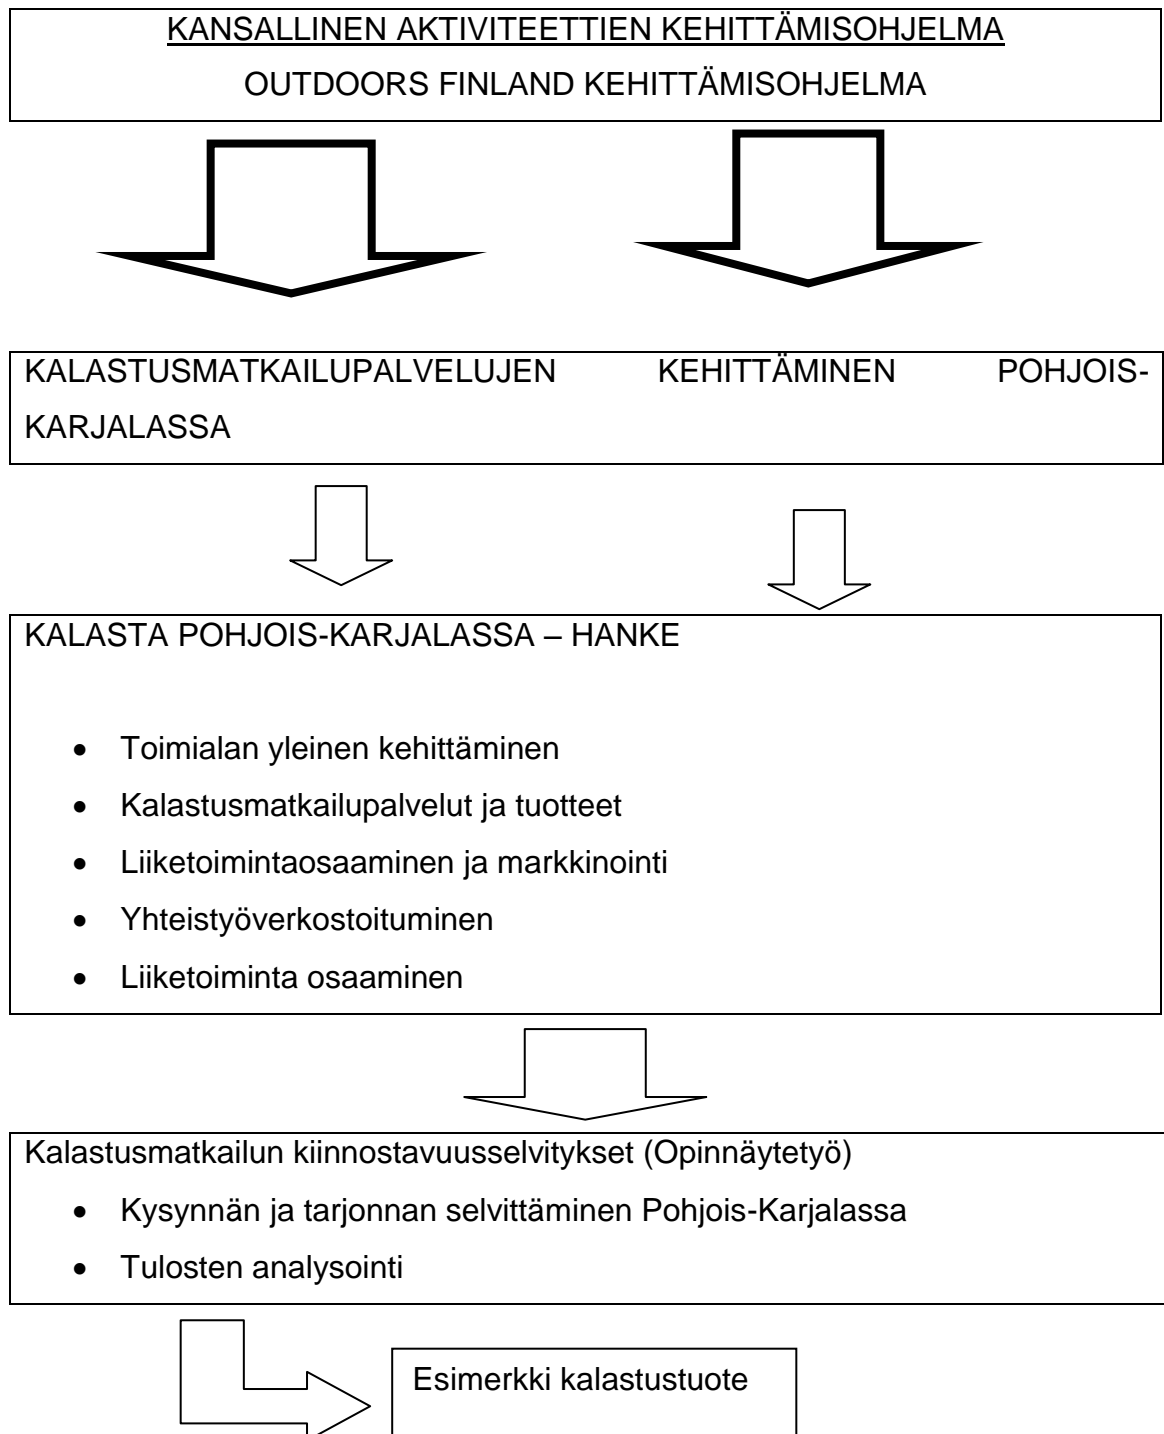 KANSALLINEN AKTIVITEETTIEN KEHITTÄMISOHJELMA
OUTDOORS FINLAND KEHITTÄMISOHJELMA
KALASTUSMATKAILUPALVELUJEN KEHITTÄMINEN POHJOIS-
KARJALASSA
KALASTA POHJOIS-KARJALASSA – HANKE
• Toimialan yleinen kehittäminen
• Kalastusmatkailupalvelut ja tuotteet
• Liiketoimintaosaaminen ja markkinointi
• Yhteistyöverkostoituminen
• Liiketoiminta osaaminen
Kalastusmatkailun kiinnostavuusselvitykset (Opinnäytetyö)
• Kysynnän ja tarjonnan selvittäminen Pohjois-Karjalassa
• Tulosten analysointi
Esimerkki kalastustuote